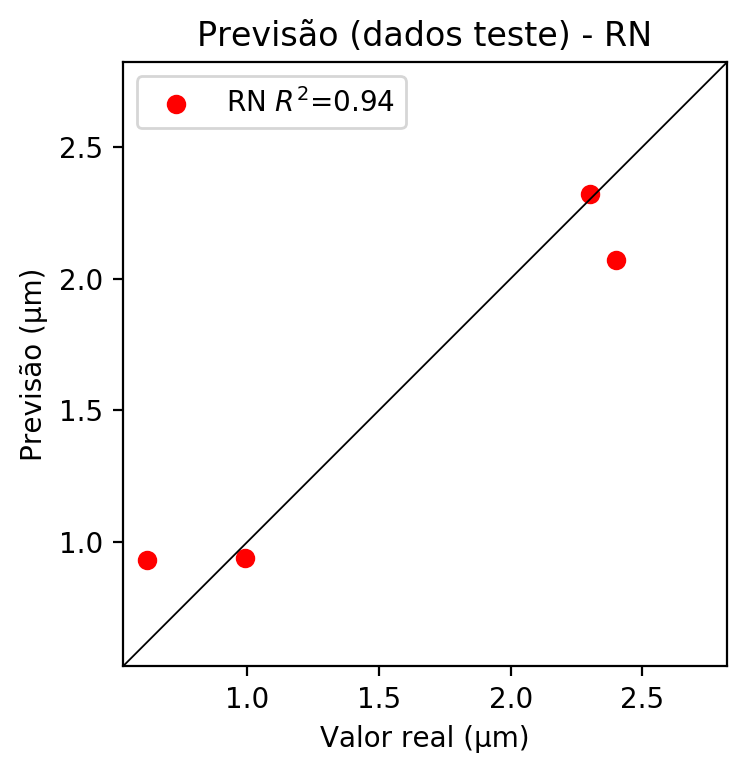 Previsão (dados teste) - RN
RN R²=0.94
Previsão (μm)
2.5
2.0
1.5
1.0
1.0 1.5 2.0 2.5
Valor real (μm)